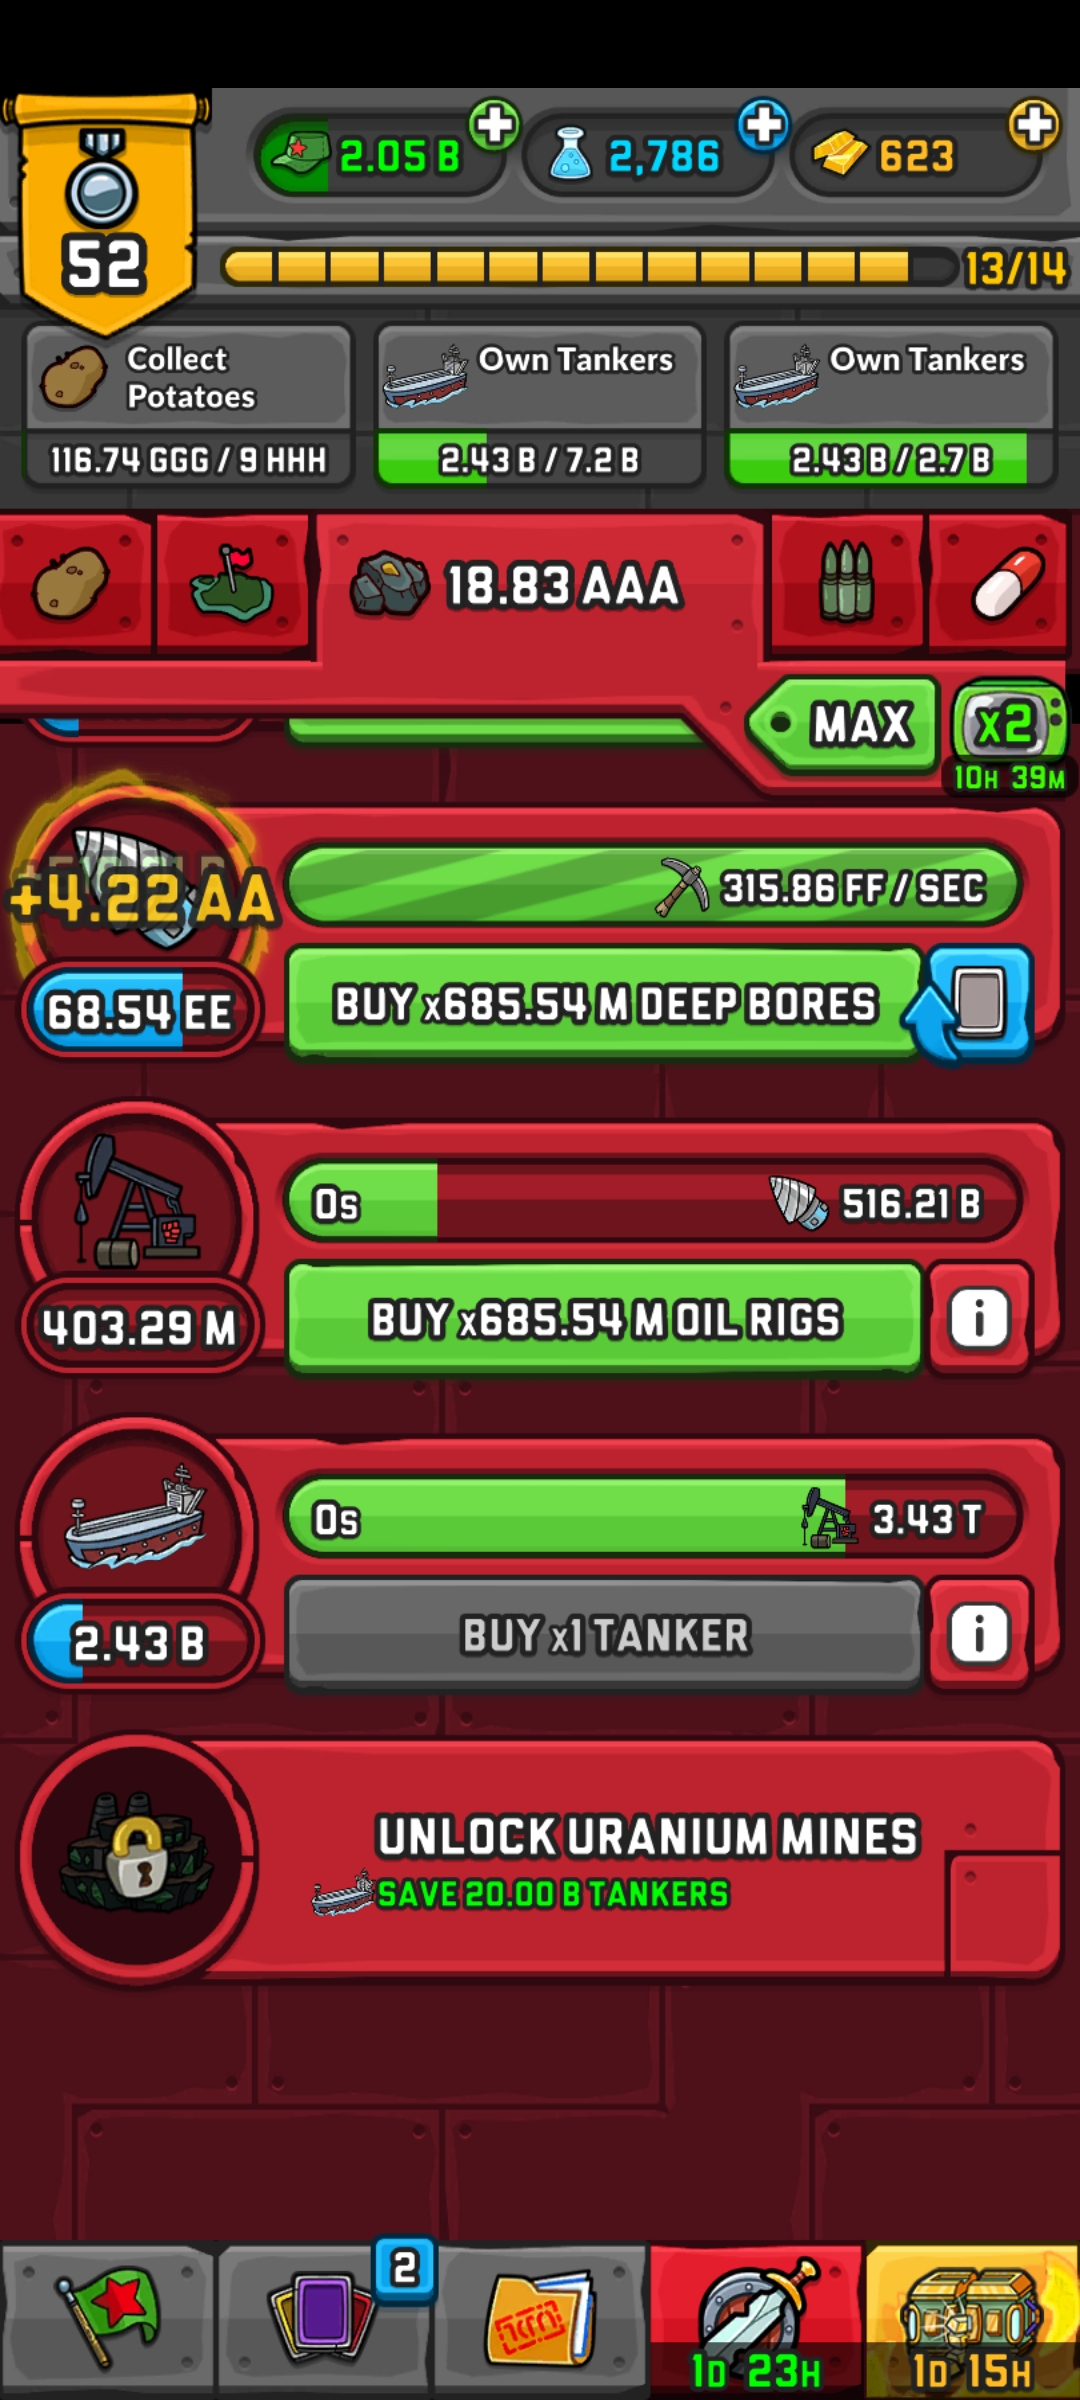 2.05 B
2,786
623
52
13/14
Collect
Potatoes
Own Tankers
Own Tankers
116.74 GGG / 9 HHH
2.43 B / 7.2 B
2.43 B / 2.7 B
18.83 AAA
MAX
x2
10H 39M
+4.22 AA
315.86 FF / SEC
68.54 EE
BUY x685.54 M DEEP BORES
0s
516.21 B
403.29 M
BUY x685.54 M OIL RIGS
i
0s
3.43 T
2.43 B
BUY x1 TANKER
i
UNLOCK URANIUM MINES
SAVE 20.00 B TANKERS
2
1D 23H
1D 15H